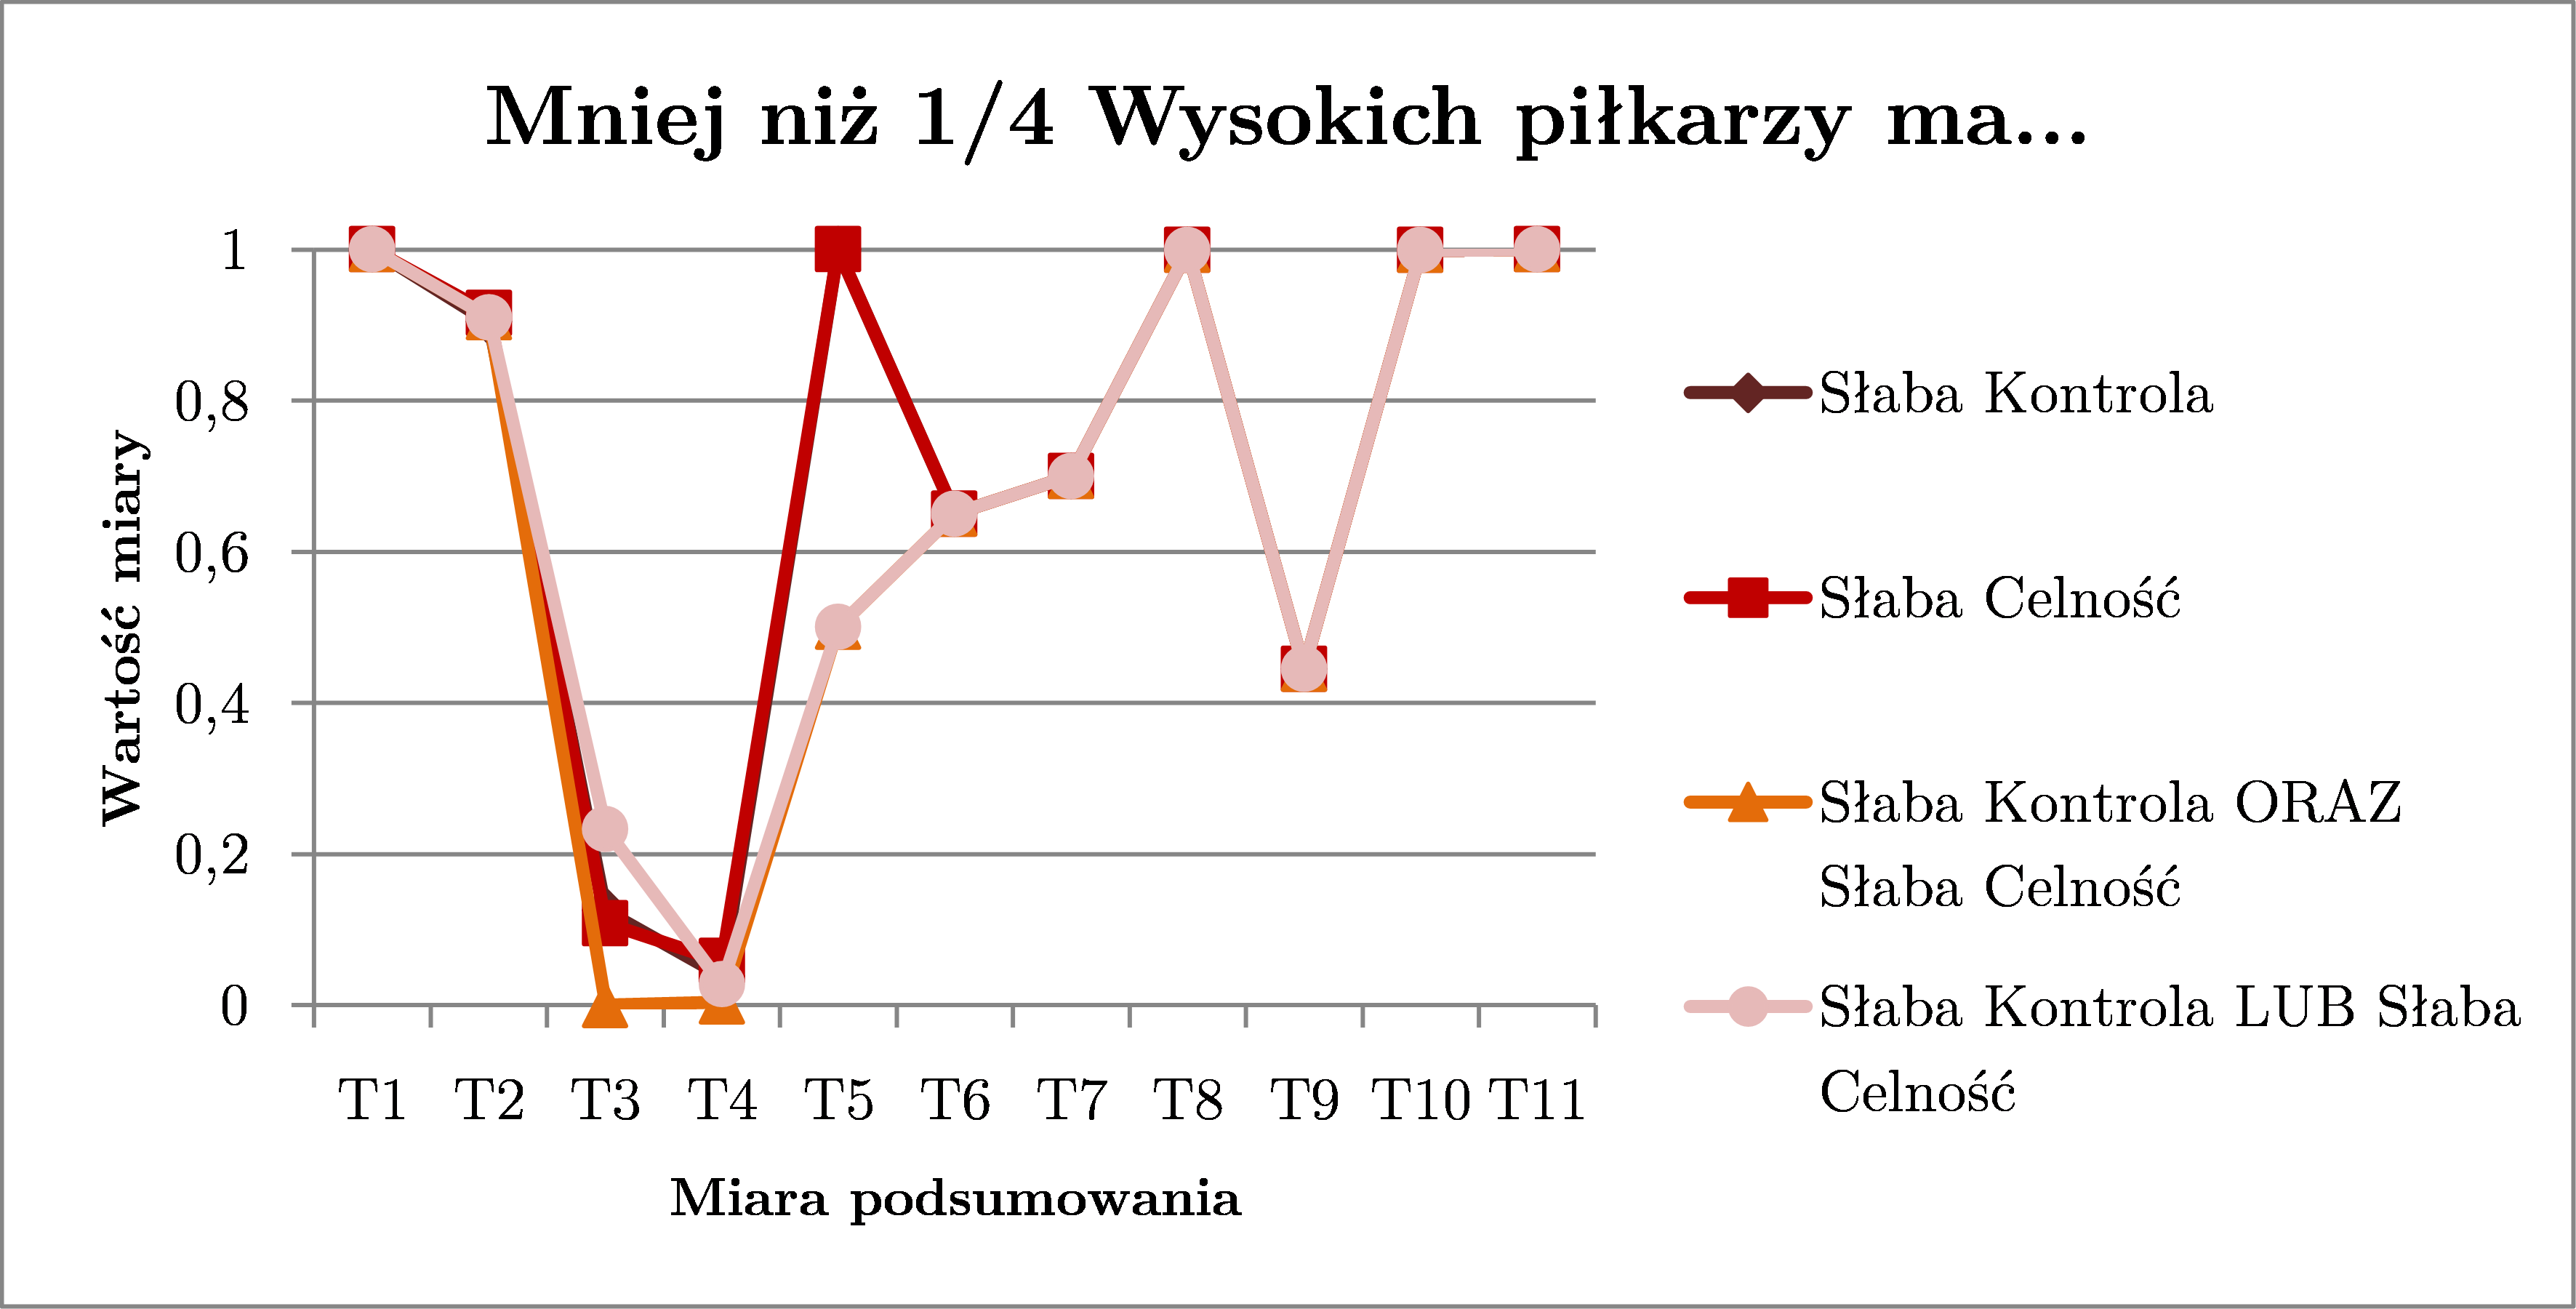 Mniej niż 1/4 Wysokich piłkarzy ma...
Wartość miary
1
0,8
0,6
0,4
0,2
0
T1 T2 T3 T4 T5 T6 T7 T8 T9 T10 T11
Miara podsumowania
Słaba Kontrola
Słaba Celność
Słaba Kontrola ORAZ
Słaba Celność
Słaba Kontrola LUB Słaba
Celność